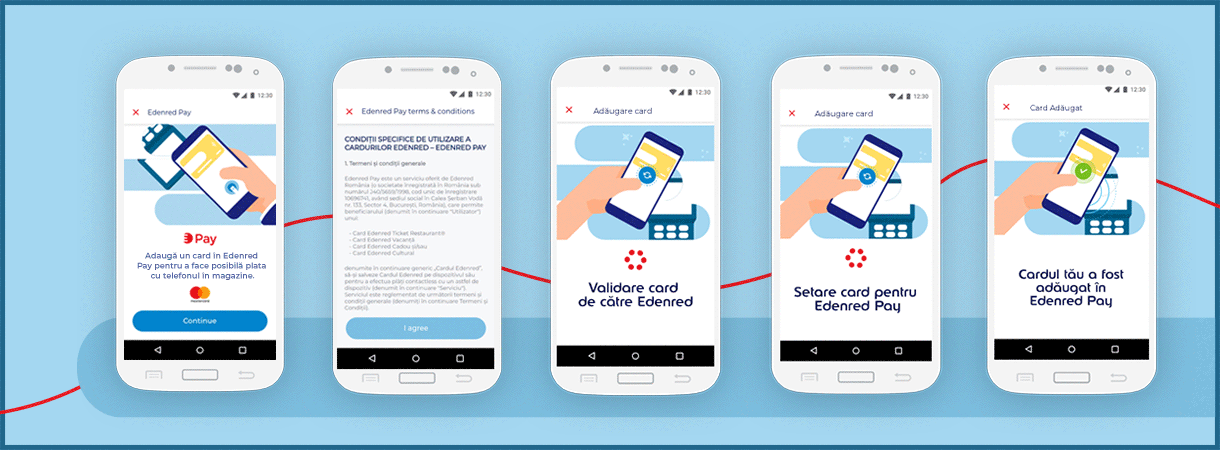 12:30
Edenred Pay
Pay
Adaugă un card în Edenred
Pay pentru a face posibilă plata
cu telefonul în magazine.
mastercard
Continue
12:30
Edenred Pay terms & conditions
CONDIȚII SPECIFICE DE UTILIZARE A
CARDURILOR EDENRED – EDENRED PAY
1. Termeni și condiții generale
Edenred Pay este un serviciu oferit de Edenred
România (o societate înregistrată în România sub
numărul J40/5659/1998, cod unic de înregistrare
10696741, având sediul social în Calea Șerban Vodă
nr. 133, Sector 4, București, România), care permite
beneficiarului (denumit în continuare "Utilizator")
unui:
- Card Edenred Ticket Restaurant®
- Card Edenred Vacanță
- Card Edenred Cadou și/sau
- Card Edenred Cultural
denumite în continuare generic „Cardul Edenred",
să-și salveze Cardul Edenred pe dispozitivul său
pentru a efectua plăți contactless cu un astfel de
dispozitiv (denumit în continuare "Serviciu").
Serviciul este reglementat de următorii termeni și
condiții generale (denumiți în continuare Termeni și
Condiții).
I agree
12:30
Adăugare card
Validare card
de către Edenred
12:30
Adăugare card
Setare card pentru
Edenred Pay
12:30
Card Adăugat
Cardul tău a fost
adăugat în
Edenred Pay